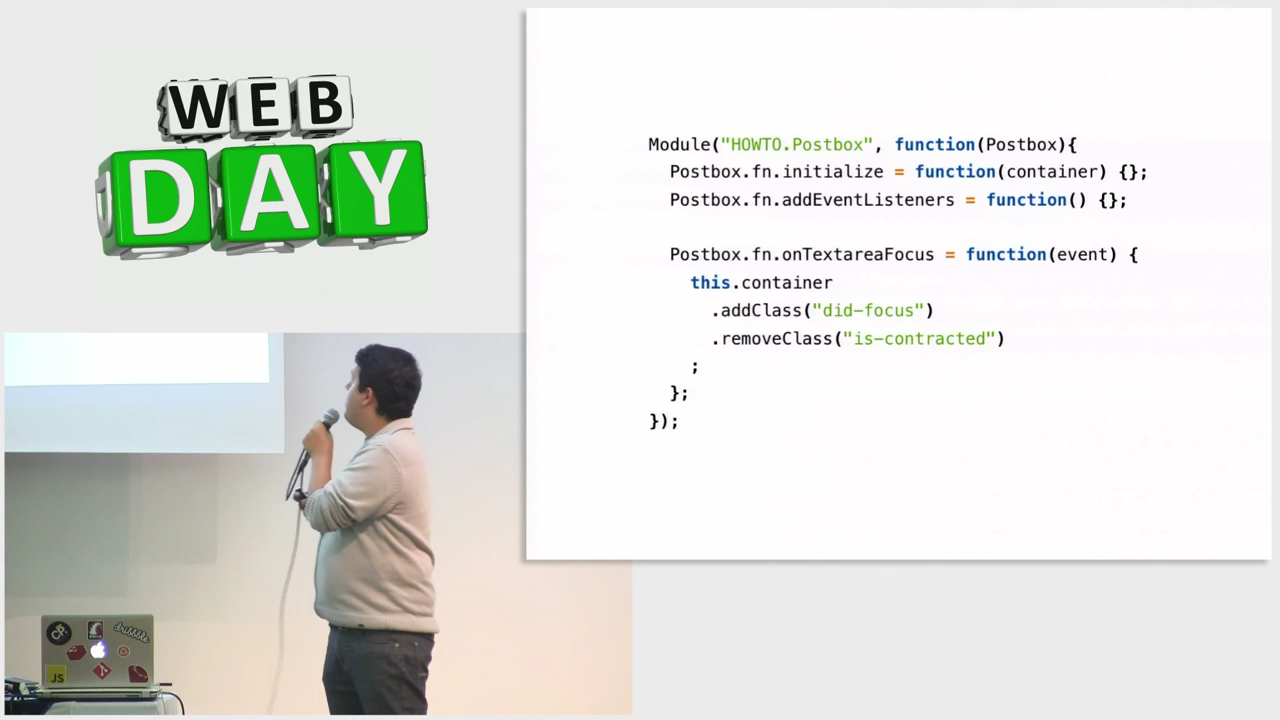 WEB
DAY
Module("HOWTO.Postbox", function(Postbox){
  Postbox.fn.initialize = function(container) {};
  Postbox.fn.addEventListeners = function() {};

  Postbox.fn.onTextareaFocus = function(event) {
    this.container
      .addClass("did-focus")
      .removeClass("is-contracted")
    ;
  };
});
dribbble
JS